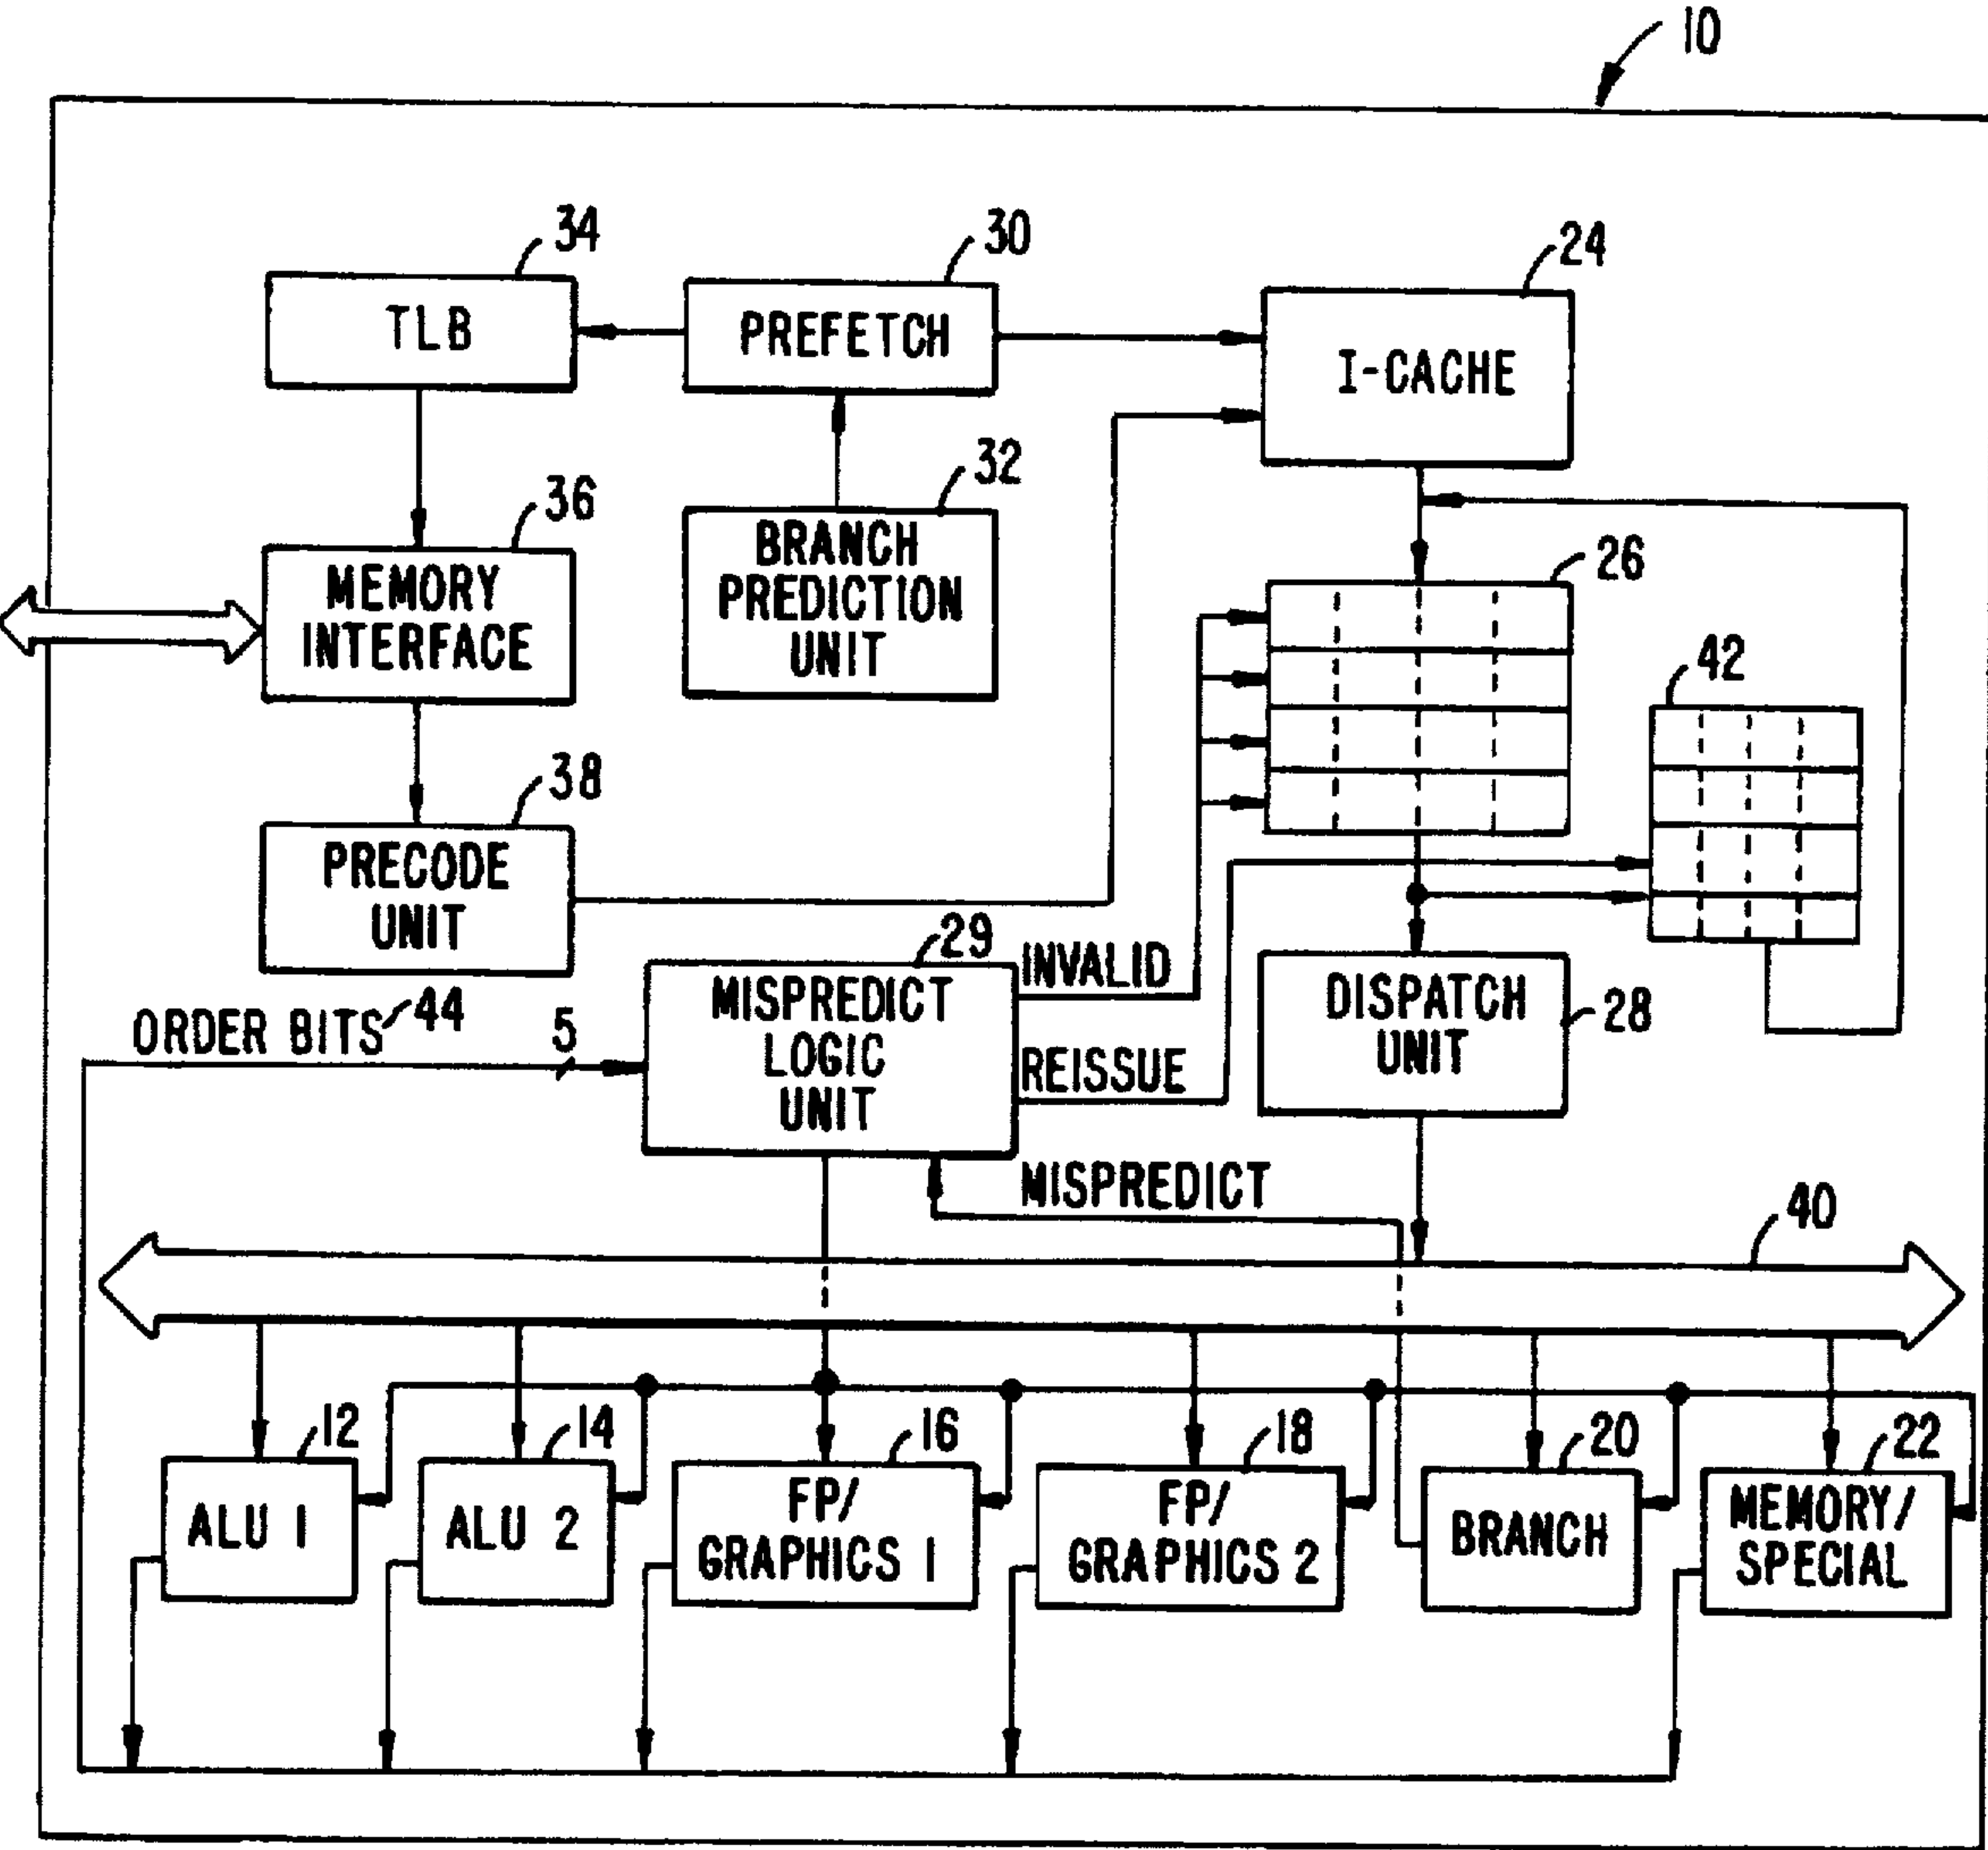 10
34
30
24
TLB
PREFETCH
I-CACHE
36
32
26
MEMORY
INTERFACE
BRANCH
PREDICTION
UNIT
42
38
PRECODE
UNIT
29
INVALID
MISPREDICT
LOGIC
UNIT
DISPATCH
UNIT
28
ORDER BITS 44
5
REISSUE
MISPREDICT
40
12
14
16
18
20
22
ALU 1
ALU 2
FP/
GRAPHICS 1
FP/
GRAPHICS 2
BRANCH
MEMORY/
SPECIAL